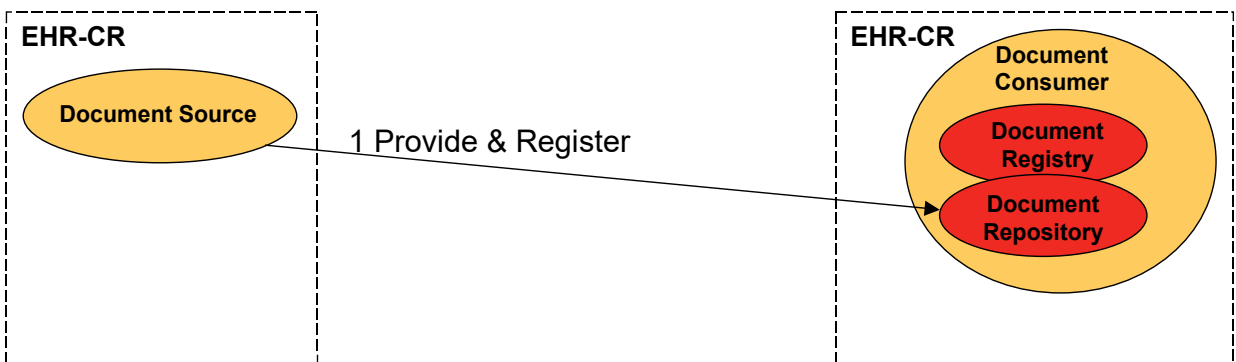 EHR-CR
Document Source
1 Provide & Register
EHR-CR
Document
Consumer
Document
Registry
Document
Repository